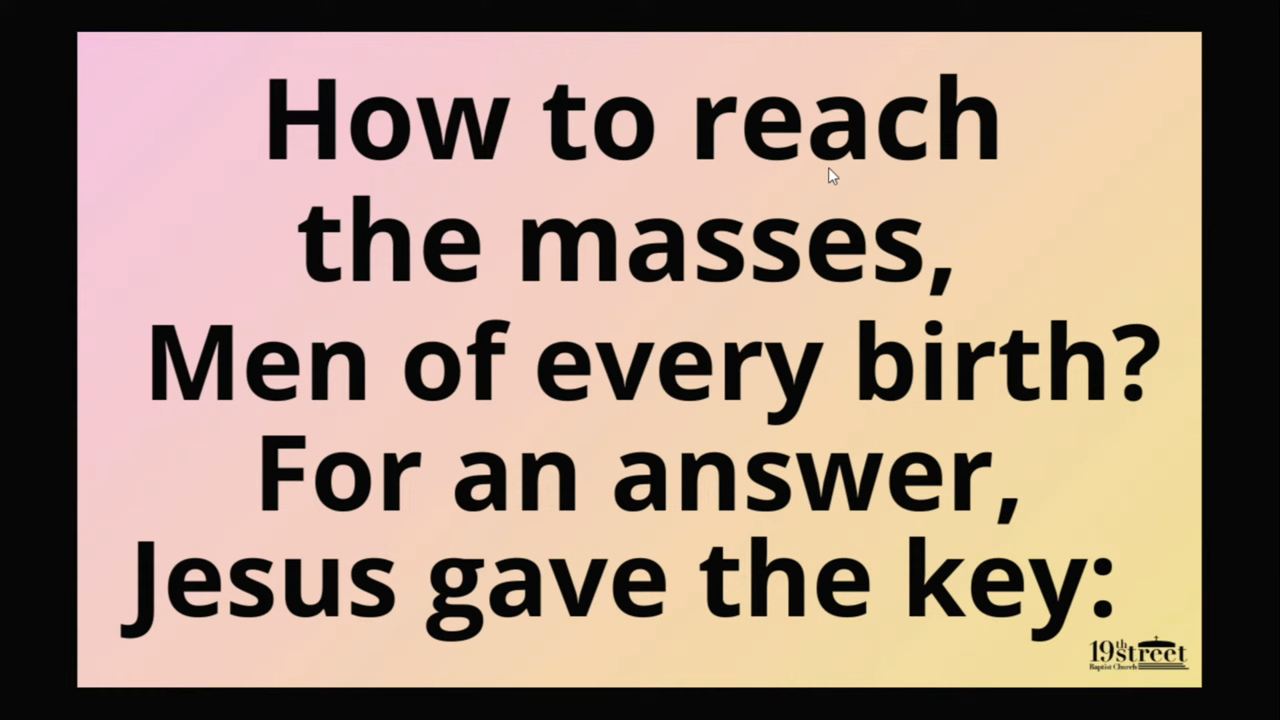 How to reach
the masses,
Men of every birth?
For an answer,
Jesus gave the key:
19th street
Baptist Church